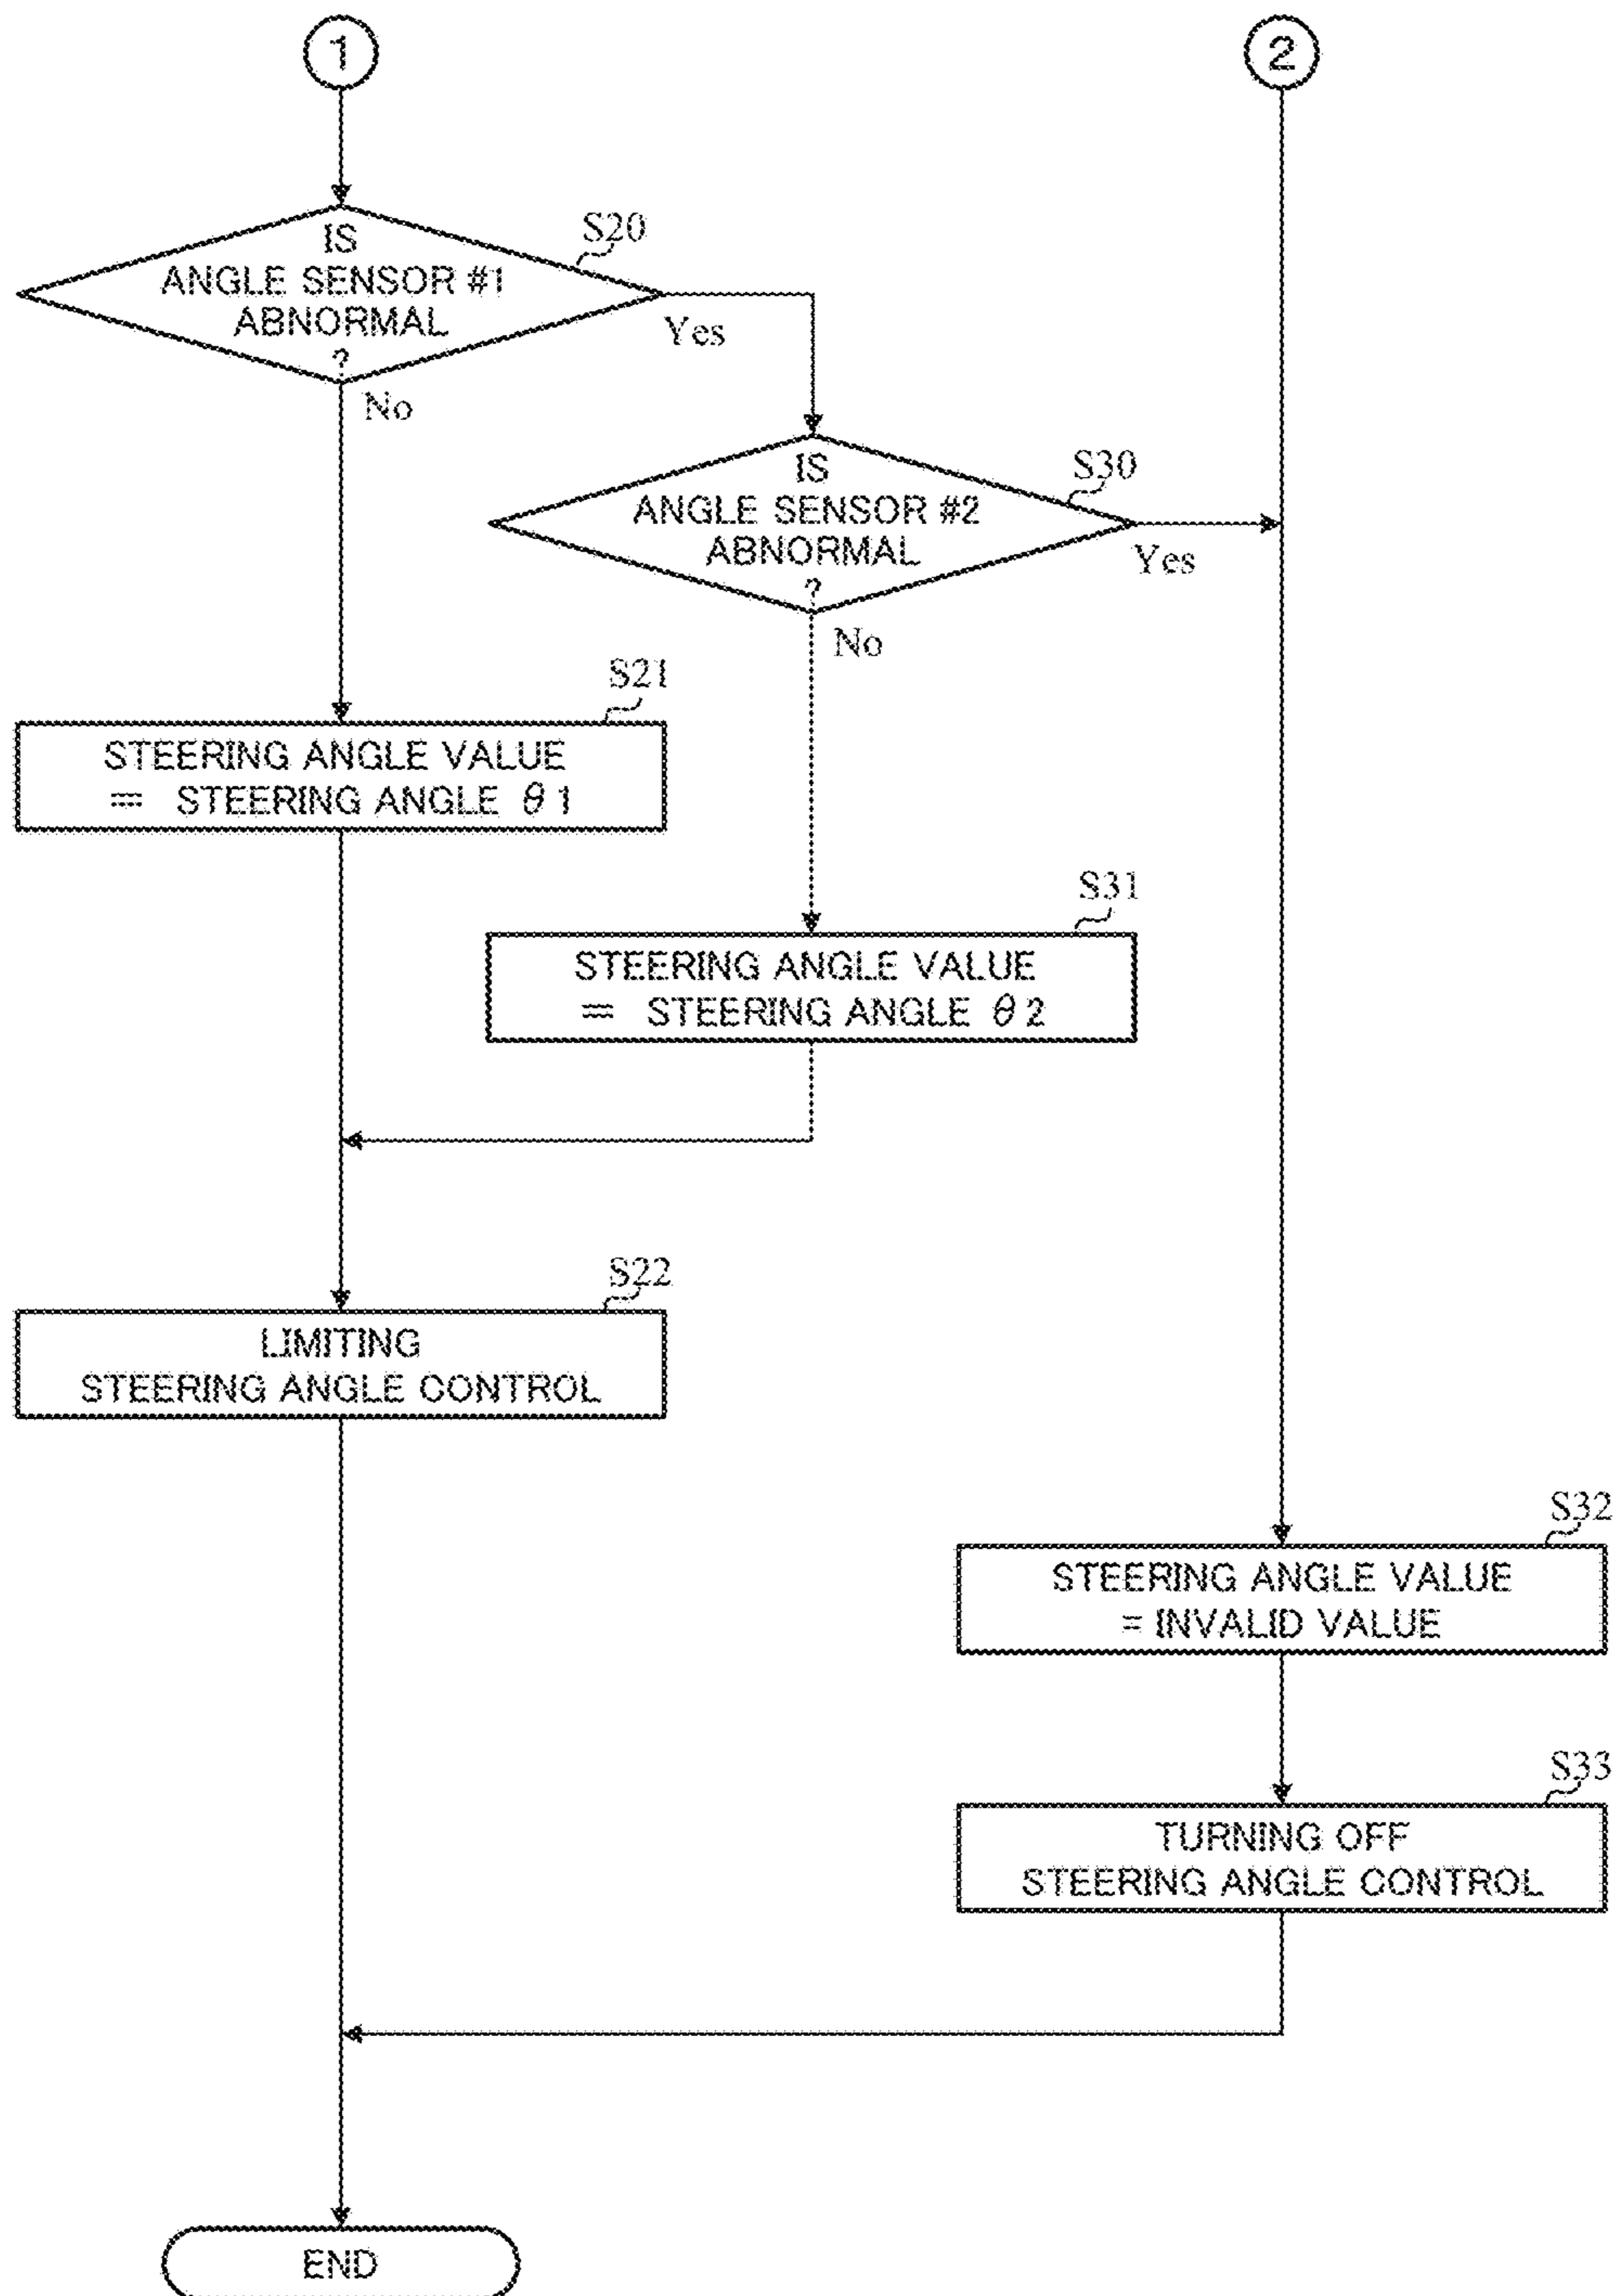 1
2
S20
IS
ANGLE SENSOR #1
ABNORMAL
?
Yes
No
S30
IS
ANGLE SENSOR #2
ABNORMAL
?
Yes
No
S21
STEERING ANGLE VALUE
= STEERING ANGLE θ1
S31
STEERING ANGLE VALUE
= STEERING ANGLE θ2
S22
LIMITING
STEERING ANGLE CONTROL
S32
STEERING ANGLE VALUE
= INVALID VALUE
S33
TURNING OFF
STEERING ANGLE CONTROL
END